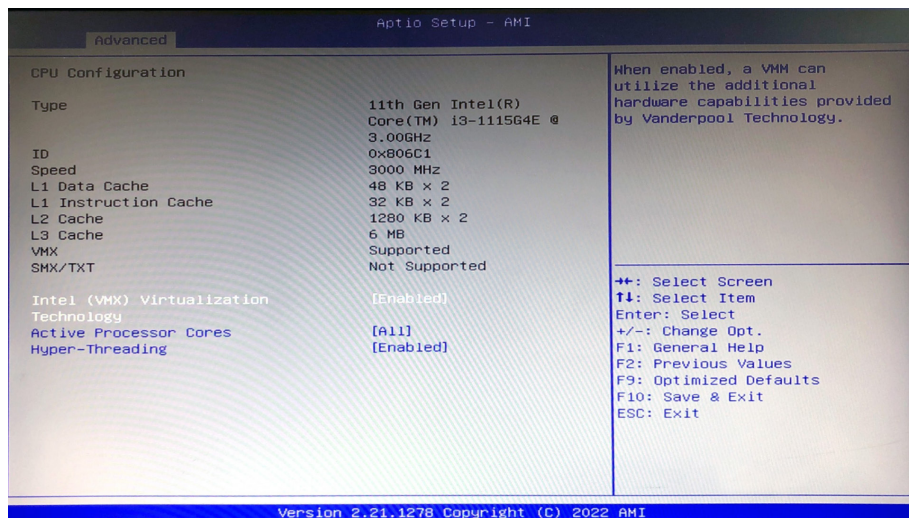 Aptio Setup - AMI
Advanced
CPU Configuration
Type 11th Gen Intel(R)
Core(TM) i3-1115G4E @
3.00GHz
ID 0x806C1
Speed 3000 MHz
L1 Data Cache 48 KB x 2
L1 Instruction Cache 32 KB x 2
L2 Cache 1280 KB x 2
L3 Cache 6 MB
VMX Supported
SMX/TXT Not Supported
Intel (VMX) Virtualization [Enabled]
Technology
Active Processor Cores [All]
Hyper-Threading [Enabled]
When enabled, a VMM can
utilize the additional
hardware capabilities provided
by Vanderpool Technology.
→←: Select Screen
↑↓: Select Item
Enter: Select
+/-: Change Opt.
F1: General Help
F2: Previous Values
F9: Optimized Defaults
F10: Save & Exit
ESC: Exit
Version 2.21.1278 Copyright (C) 2022 AMI